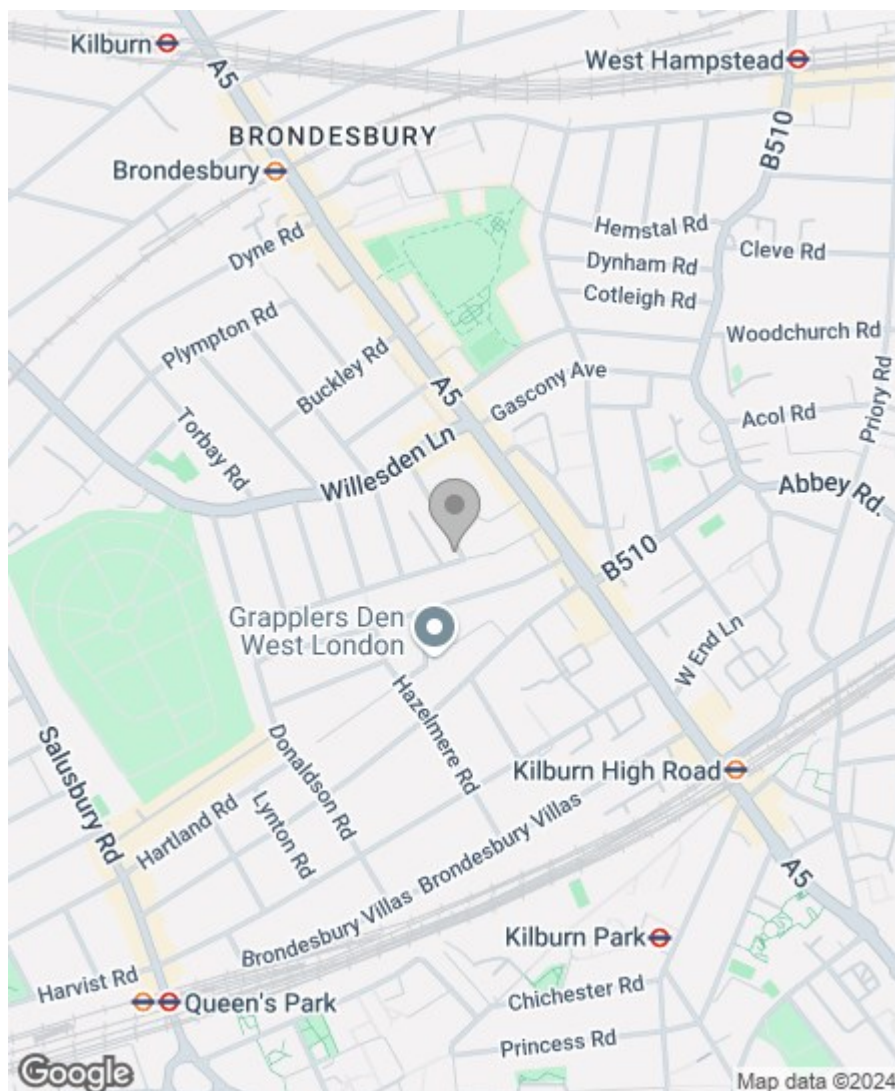 Kilburn
A5
West Hampstead
BRONDESBURY
B510
Brondesbury
Hemstal Rd
Dyne Rd
Cleve Rd
Dynham Rd
Cotleigh Rd
Plympton Rd
Woodchurch Rd
Buckley Rd
A5
Gascony Ave
Priory Rd
Acol Rd
Torbay Rd
Willesden Ln
Abbey Rd.
B510
Grapplers Den
West London
W End Ln
Hazelmere Rd
Salusbury Rd
Donaldson Rd
Kilburn High Road
Lynton Rd
Hartland Rd
Brondesbury Villas
Brondesbury Villas
A5
Kilburn Park
Harvist Rd
Queen's Park
Chichester Rd
Princess Rd
Google
Map data ©2024